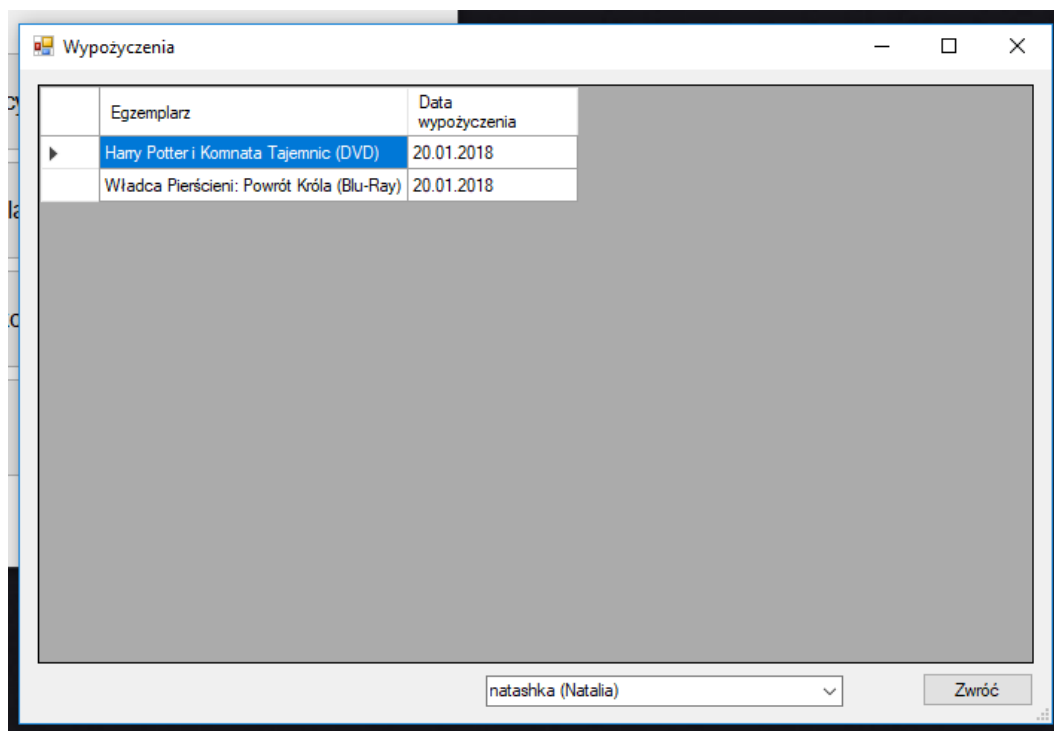 Wypożyczenia
Egzemplarz
Data
wypożyczenia
Harry Potter i Komnata Tajemnic (DVD) 20.01.2018
Władca Pierścieni: Powrót Króla (Blu-Ray) 20.01.2018
natashka (Natalia)
Zwróć